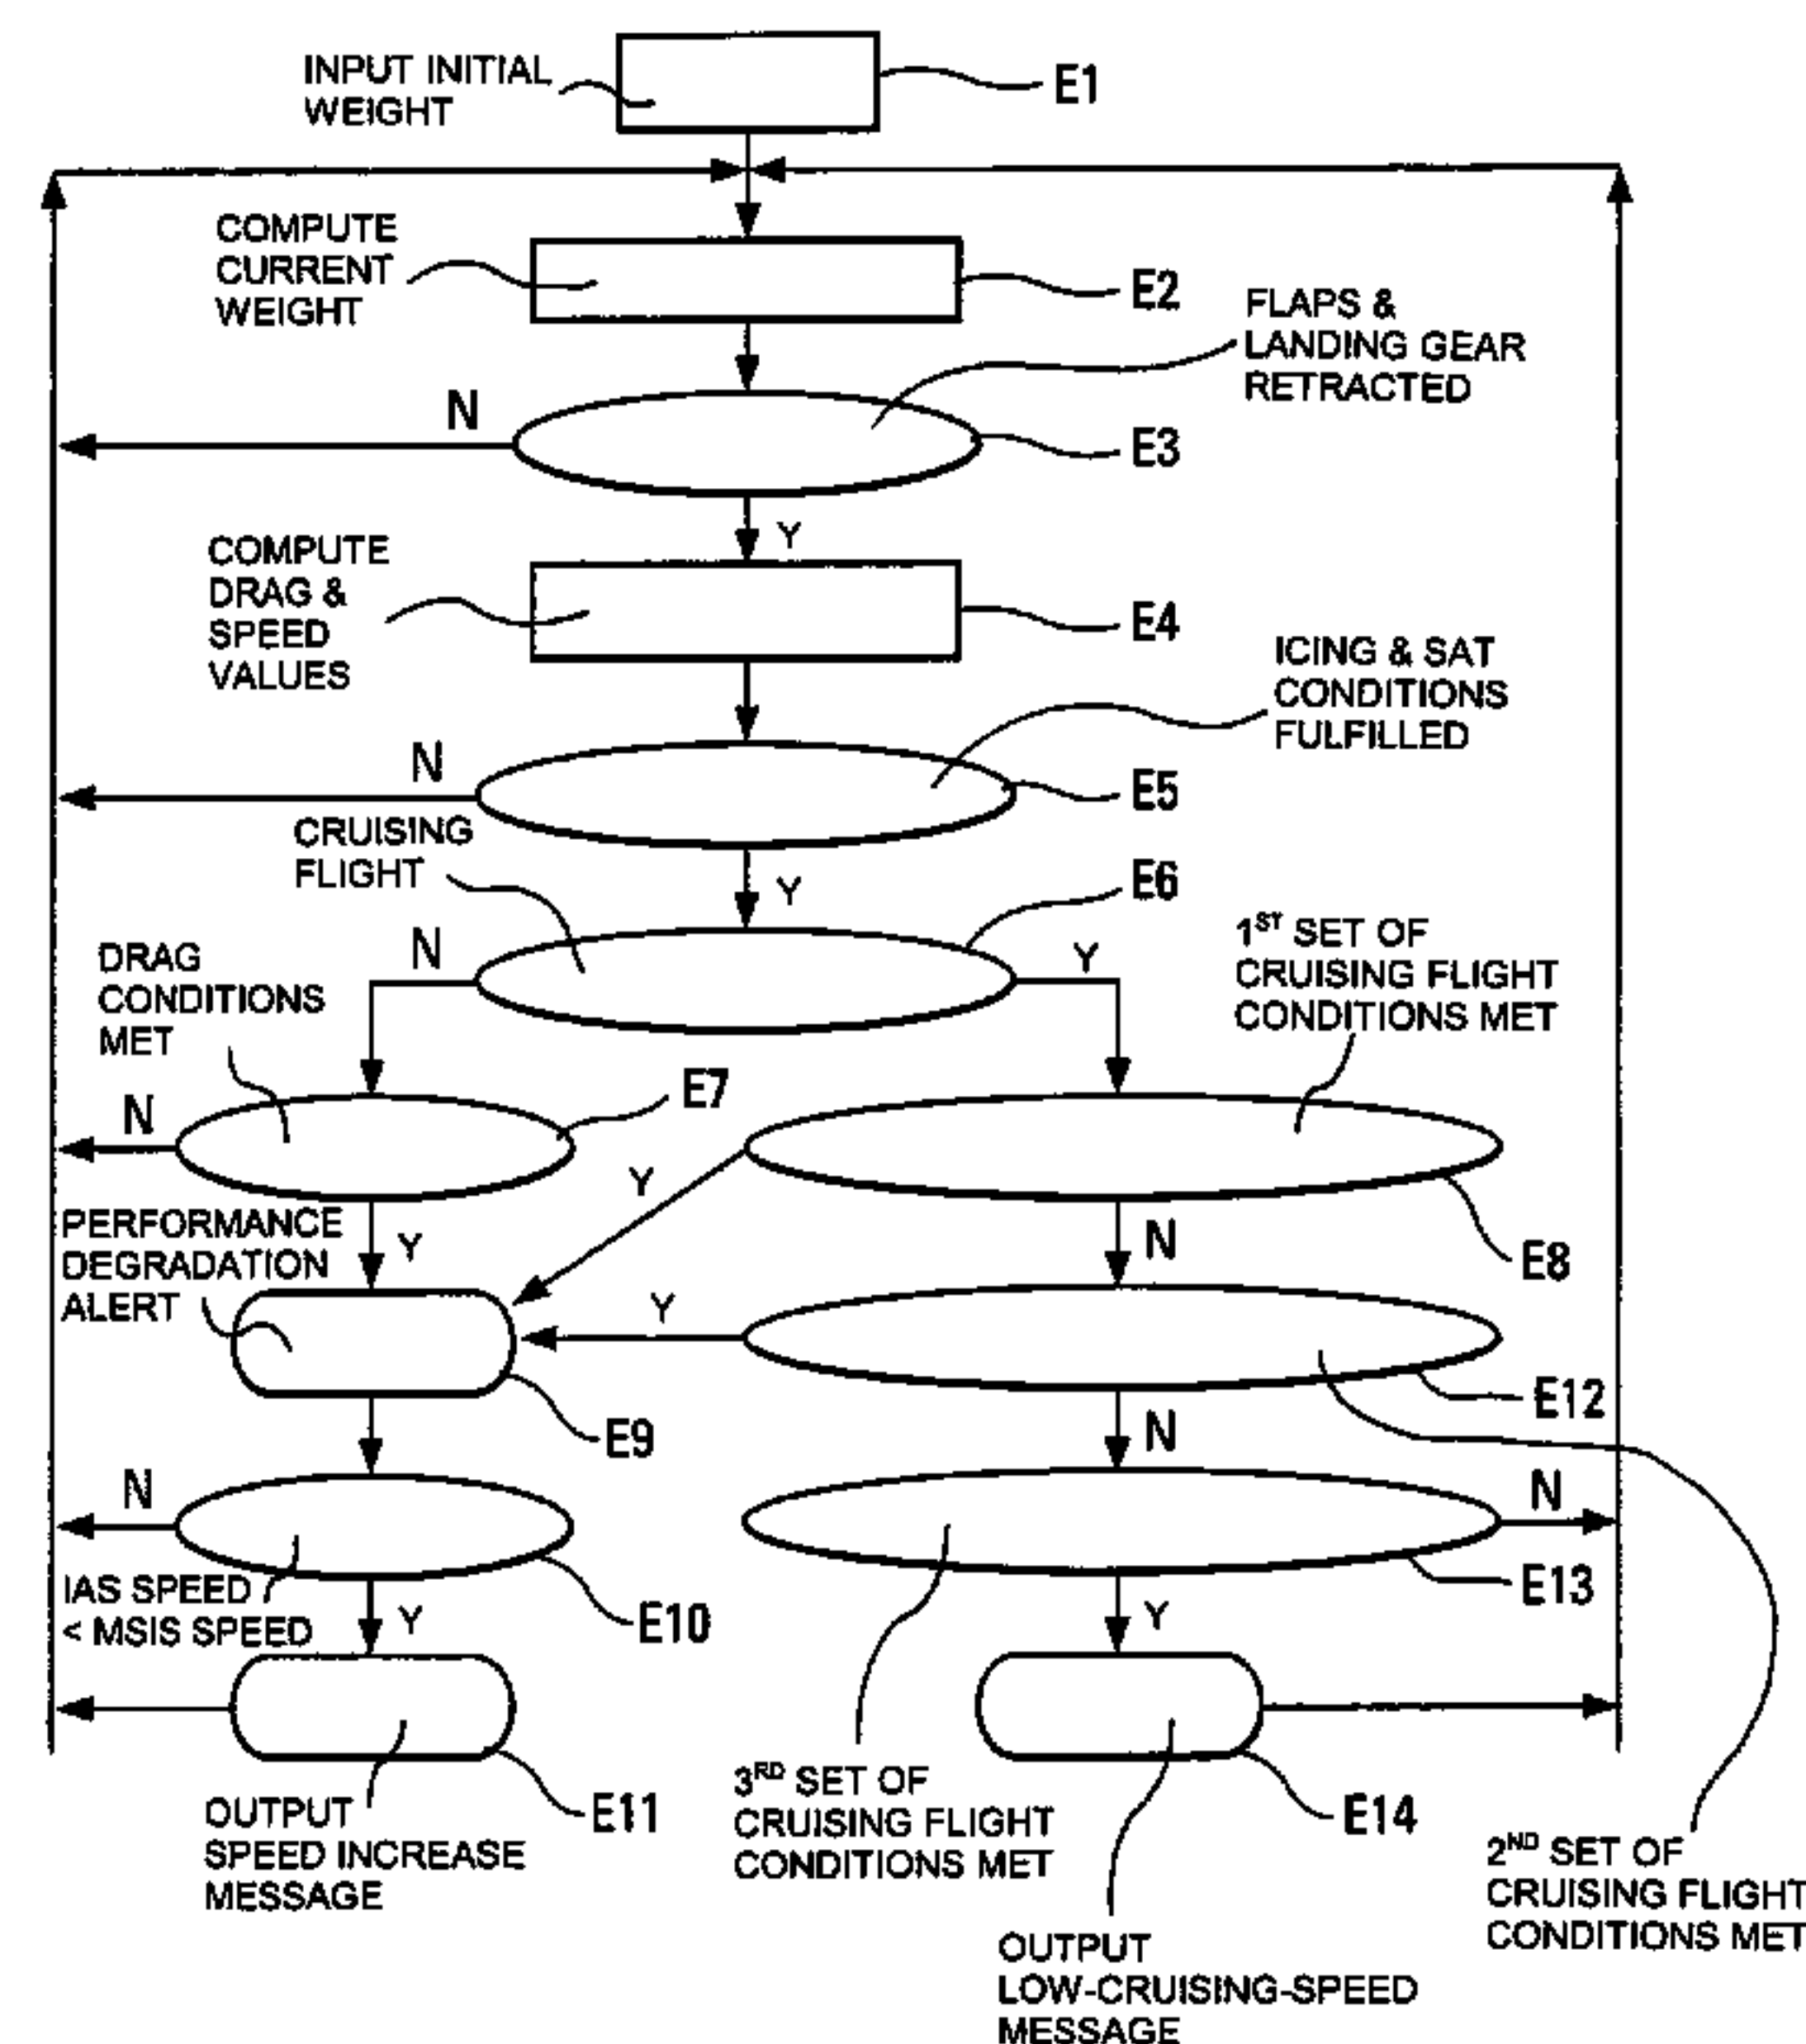 INPUT INITIAL
WEIGHT
E1
COMPUTE
CURRENT
WEIGHT
E2
FLAPS &
LANDING GEAR
RETRACTED
N
E3
Y
COMPUTE
DRAG &
SPEED
VALUES
E4
ICING & SAT
CONDITIONS
FULFILLED
N
E5
CRUISING
FLIGHT
Y
E6
N
Y
1ST SET OF
CRUISING FLIGHT
CONDITIONS MET
DRAG
CONDITIONS
MET
N
E7
Y
E8
PERFORMANCE
DEGRADATION
ALERT
Y
N
Y
E9
E12
N
N
N
IAS SPEED
< MSIS SPEED
E10
E13
Y
Y
E11
OUTPUT
SPEED INCREASE
MESSAGE
3RD SET OF
CRUISING FLIGHT
CONDITIONS MET
E14
2ND SET OF
CRUISING FLIGHT
CONDITIONS MET
OUTPUT
LOW-CRUISING-SPEED
MESSAGE